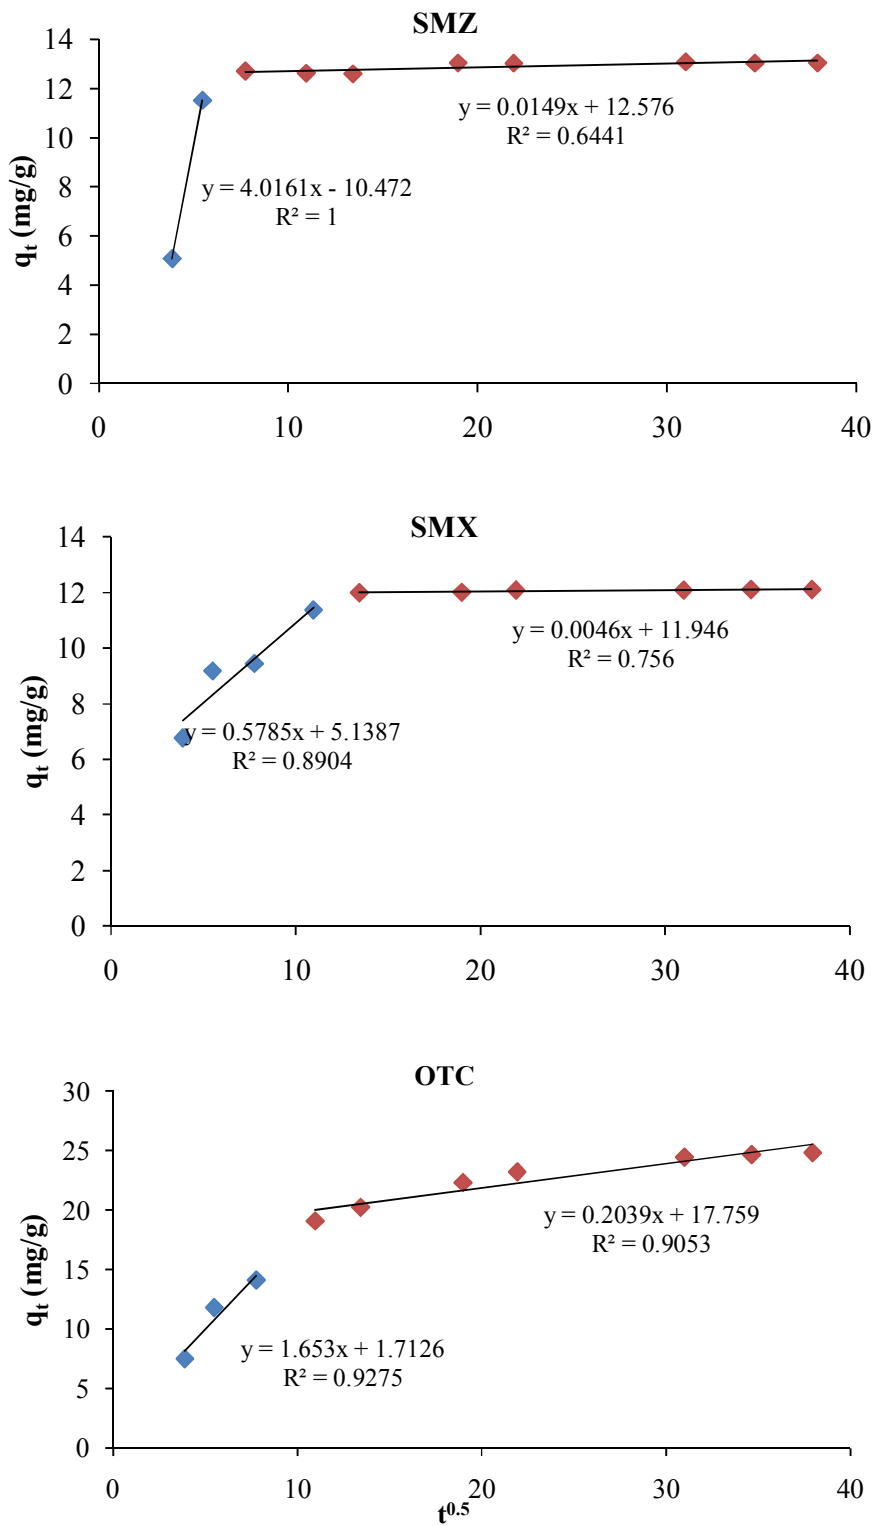 SMZ
14
12
10
8
6
4
2
0
qₜ (mg/g)
y = 0.0149x + 12.576
R² = 0.6441
y = 4.0161x - 10.472
R² = 1
0 10 20 30 40
SMX
14
12
10
8
6
4
2
0
qₜ (mg/g)
y = 0.0046x + 11.946
R² = 0.756
y = 0.5785x + 5.1387
R² = 0.8904
0 10 20 30 40
OTC
30
25
20
15
10
5
0
qₜ (mg/g)
y = 0.2039x + 17.759
R² = 0.9053
y = 1.653x + 1.7126
R² = 0.9275
0 10 20 30 40
t⁰·⁵